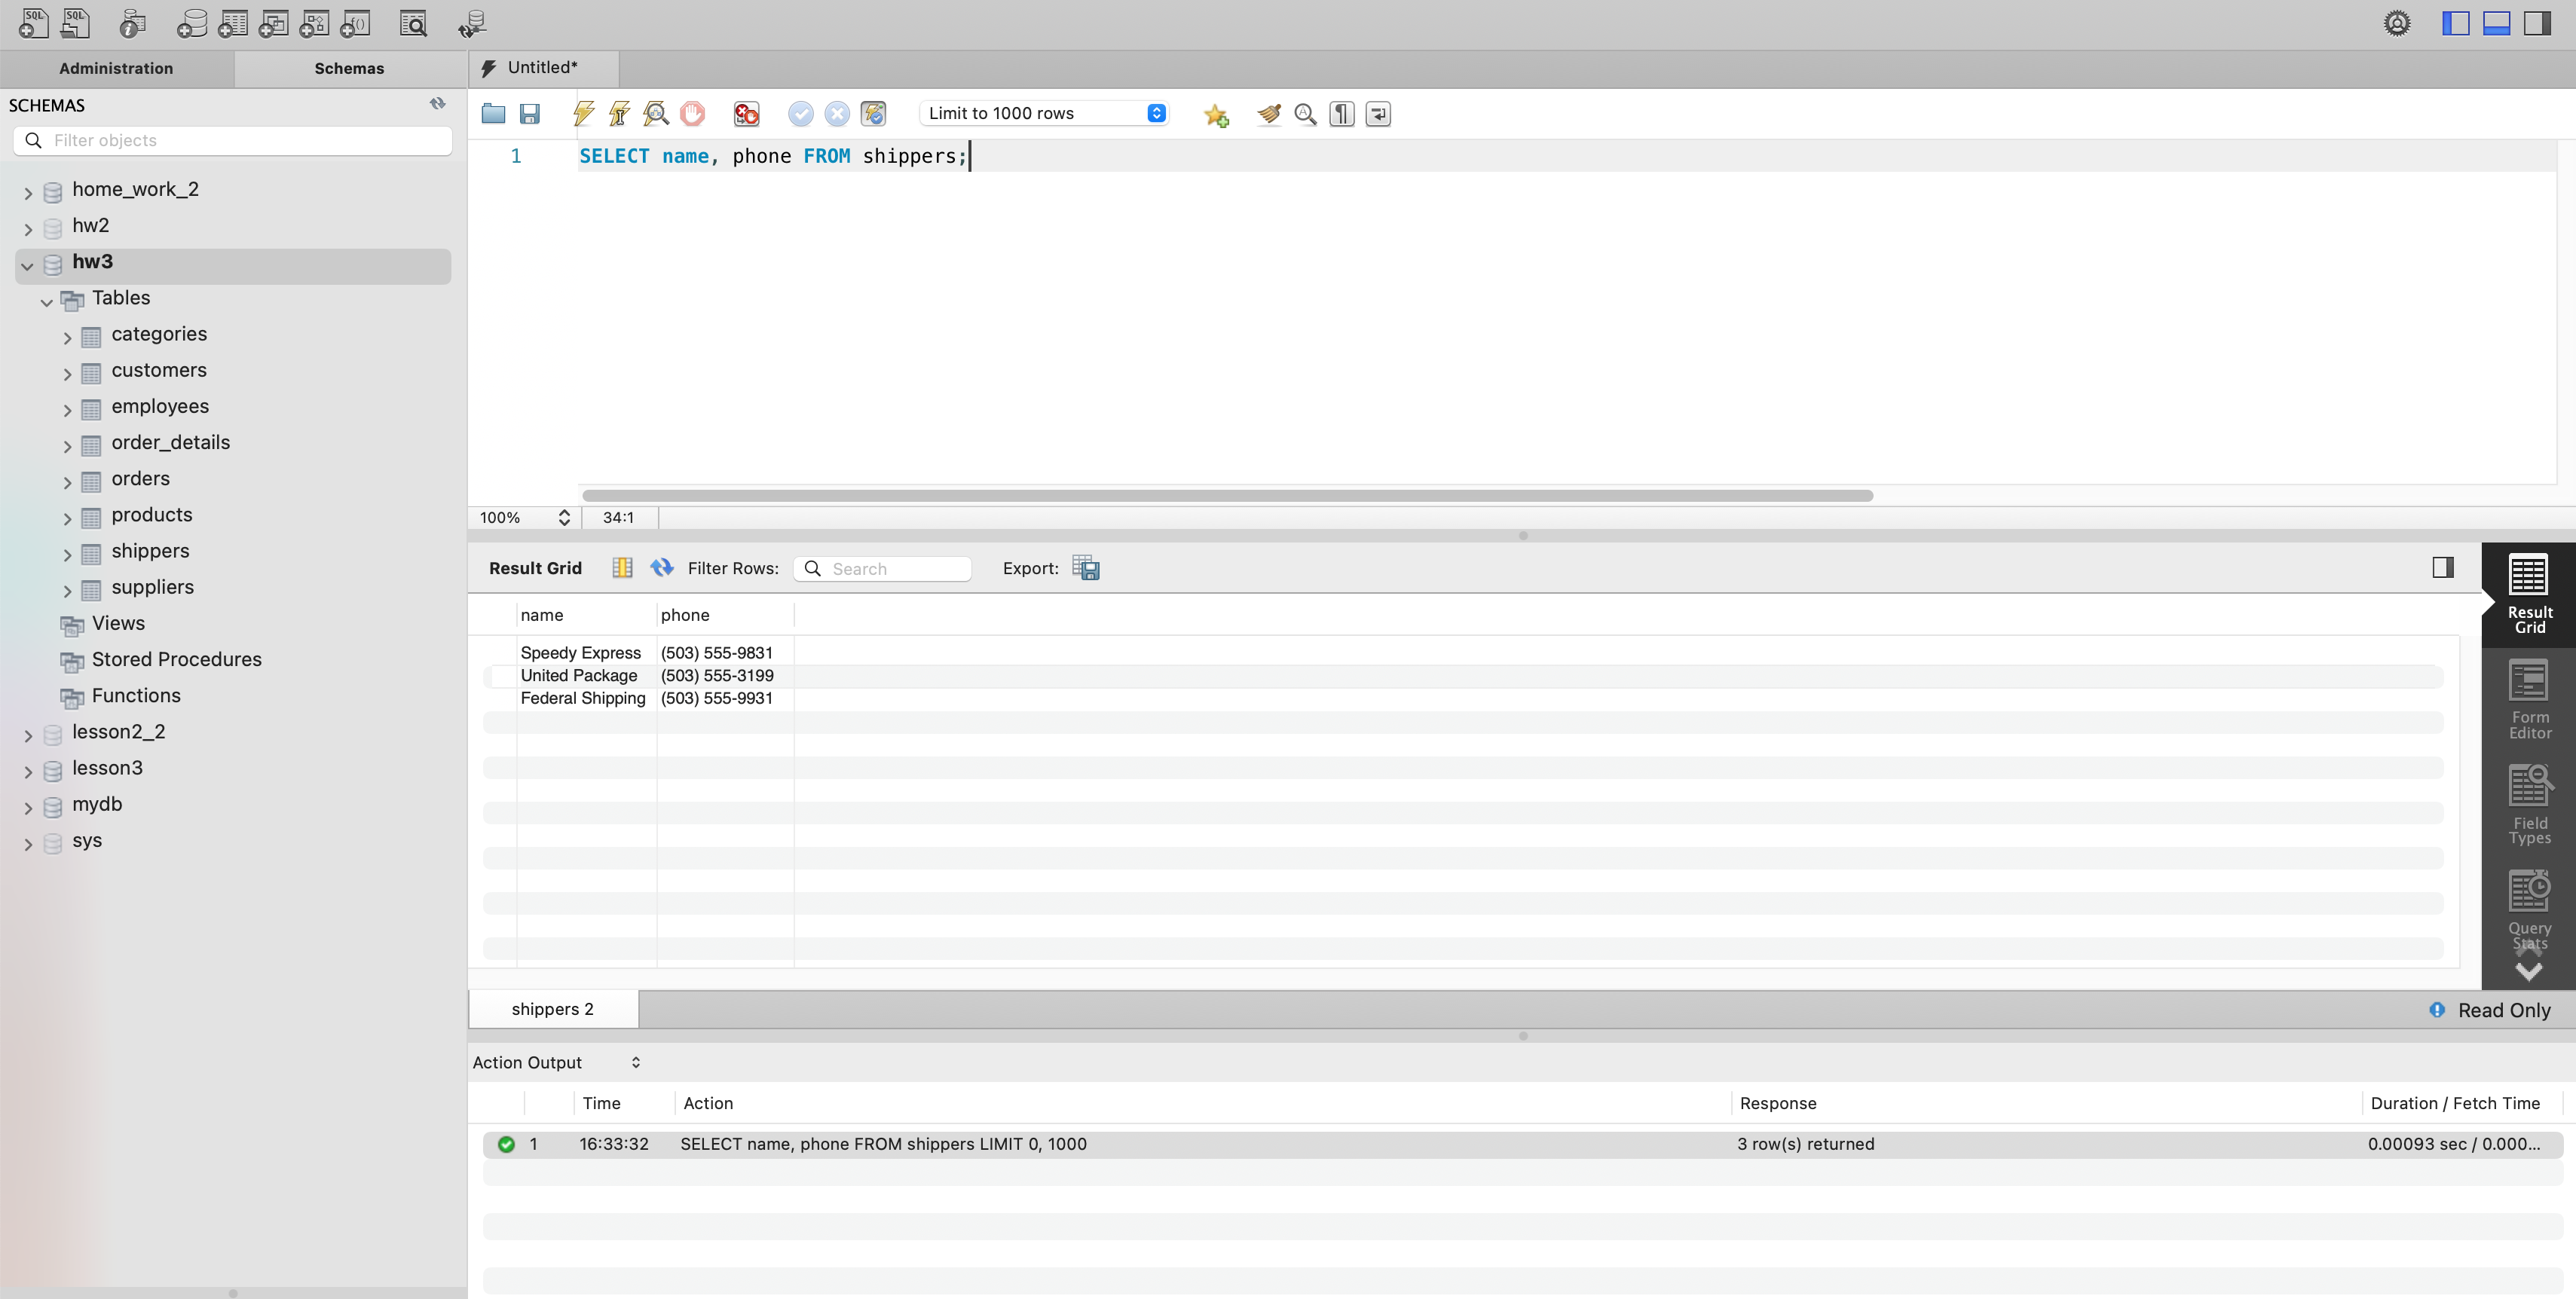 SQL SQL
Administration Schemas Untitled*
SCHEMAS
Filter objects
Limit to 1000 rows
1 SELECT name, phone FROM shippers;
home_work_2
hw2
hw3
Tables
categories
customers
employees
order_details
orders
products
shippers
suppliers
Views
Stored Procedures
Functions
lesson2_2
lesson3
mydb
sys
100% 34:1
Result Grid Filter Rows: Search Export:
name phone
Speedy Express (503) 555-9831
United Package (503) 555-3199
Federal Shipping (503) 555-9931
Result
Grid
Form
Editor
Field
Types
Query
Stats
shippers 2 Read Only
Action Output
Time Action Response Duration / Fetch Time
1 16:33:32 SELECT name, phone FROM shippers LIMIT 0, 1000 3 row(s) returned 0.00093 sec / 0.000...